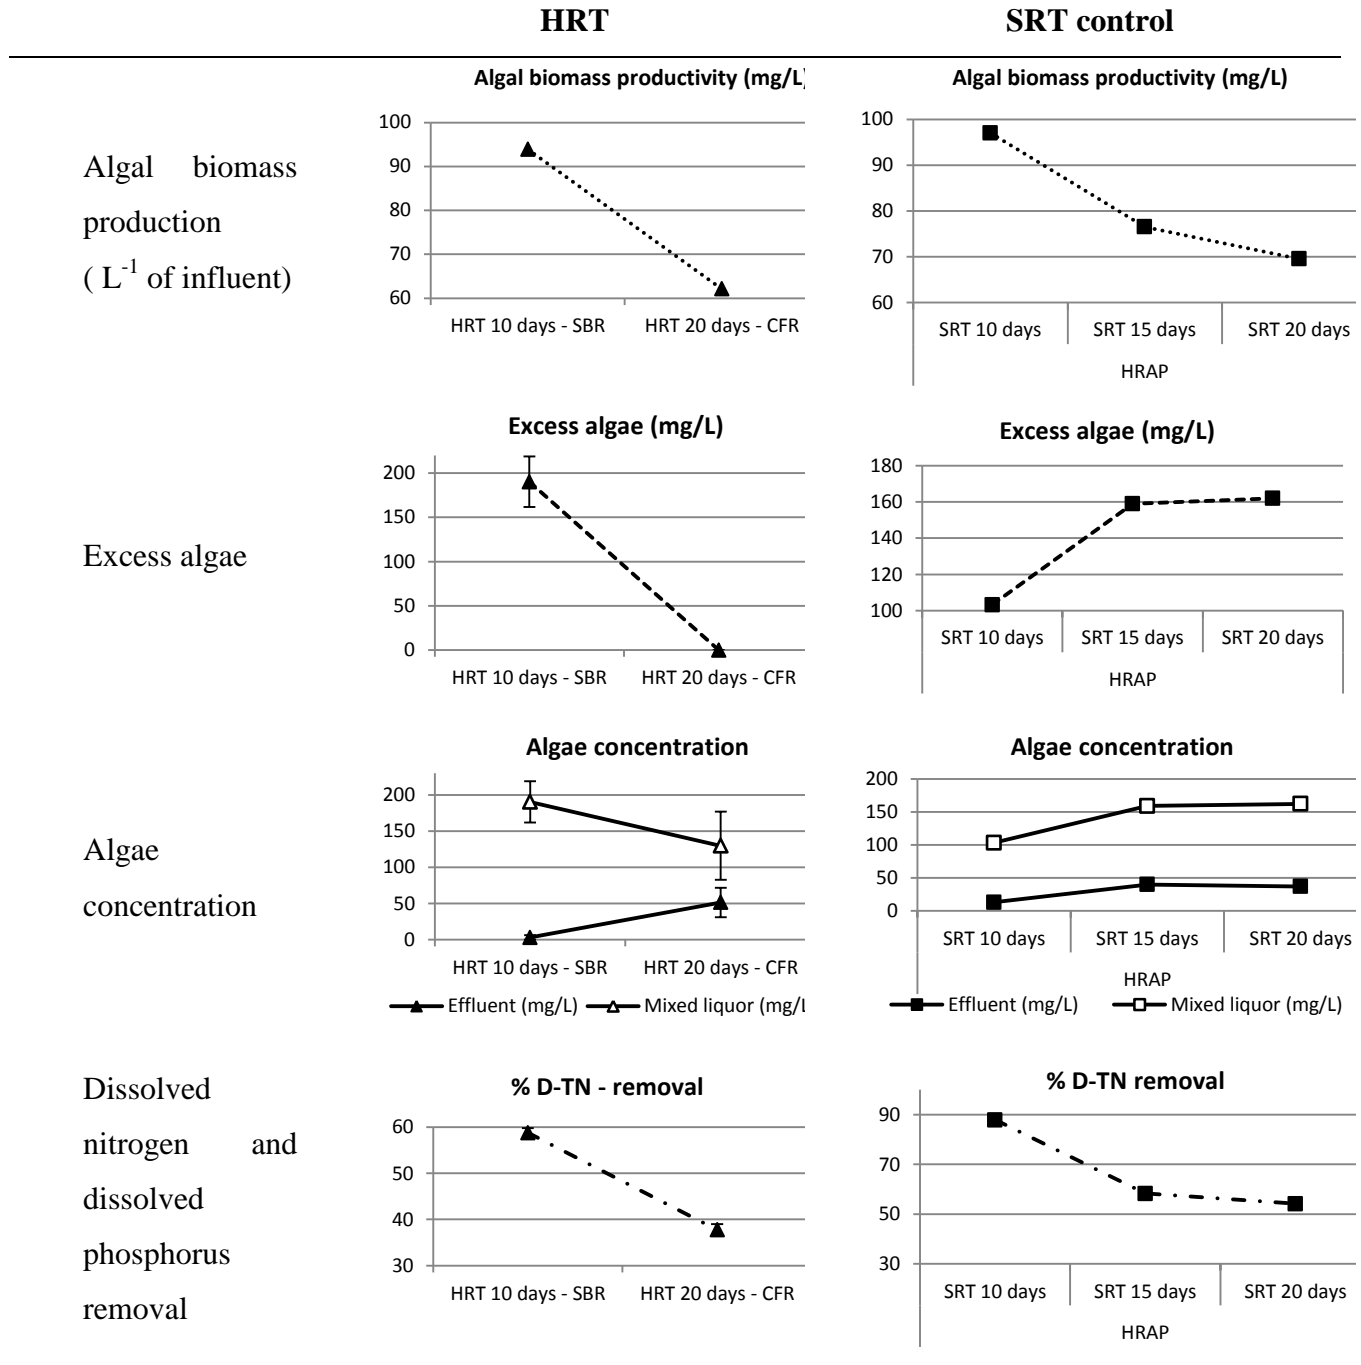 HRT SRT control
Algal biomass
production
( L-1 of influent)
Algal biomass productivity (mg/L)
100
90
80
70
60
HRT 10 days - SBR HRT 20 days - CFR
Algal biomass productivity (mg/L)
100
90
80
70
60
SRT 10 days SRT 15 days SRT 20 days
HRAP
Excess algae
Excess algae (mg/L)
200
150
100
50
0
HRT 10 days - SBR HRT 20 days - CFR
Excess algae (mg/L)
180
160
140
120
100
SRT 10 days SRT 15 days SRT 20 days
HRAP
Algae
concentration
Algae concentration
200
150
100
50
0
HRT 10 days - SBR HRT 20 days - CFR
Effluent (mg/L) Mixed liquor (mg/L
Algae concentration
200
150
100
50
0
SRT 10 days SRT 15 days SRT 20 days
HRAP
Effluent (mg/L) Mixed liquor (mg/L)
Dissolved
nitrogen and
dissolved
phosphorus
removal
% D-TN - removal
60
50
40
30
HRT 10 days - SBR HRT 20 days - CFR
% D-TN removal
90
70
50
30
SRT 10 days SRT 15 days SRT 20 days
HRAP